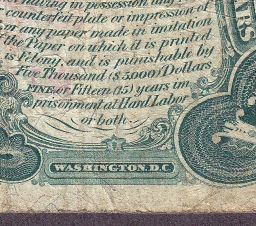 having in possession any
counterfeit plate or impression of
or any paper made in imitation
the Paper on which it is printed
is Felony, and is punishable by
Five Thousand ($5000) Dollars
FINE or Fifteen (15) years im-
prisonment at Hard Labor
or both.
ARS
WASHINGTON, D.C